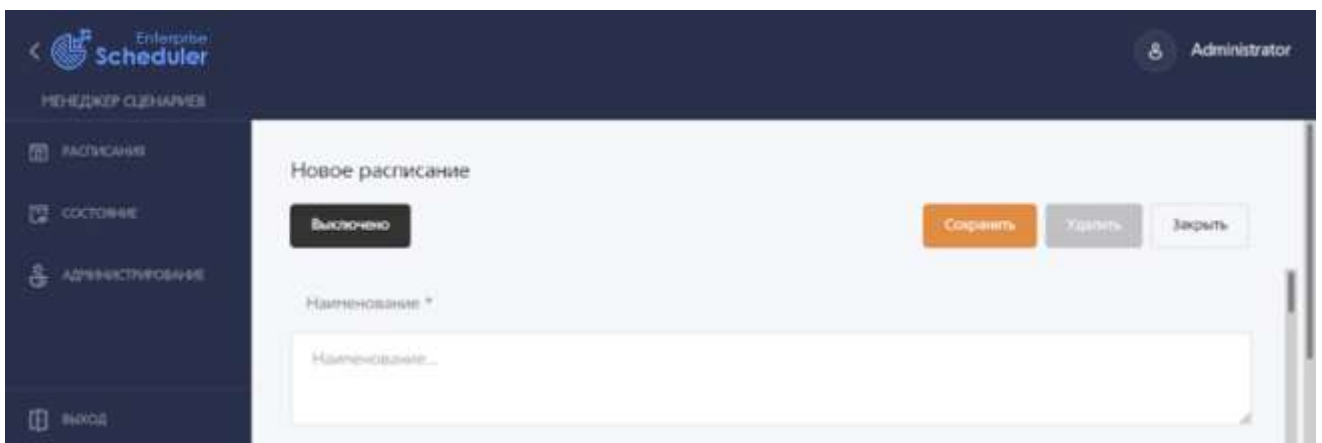 Enterprise
Scheduler
Administrator
МЕНЕДЖЕР СЦЕНАРИЕВ
РАСПИСАНИЯ
СОСТОЯНИЕ
АДМИНИСТРИРОВАНИЕ
ВЫХОД
Новое расписание
Выключено
Сохранить
Удалить
Закрыть
Наименование *
Наименование...